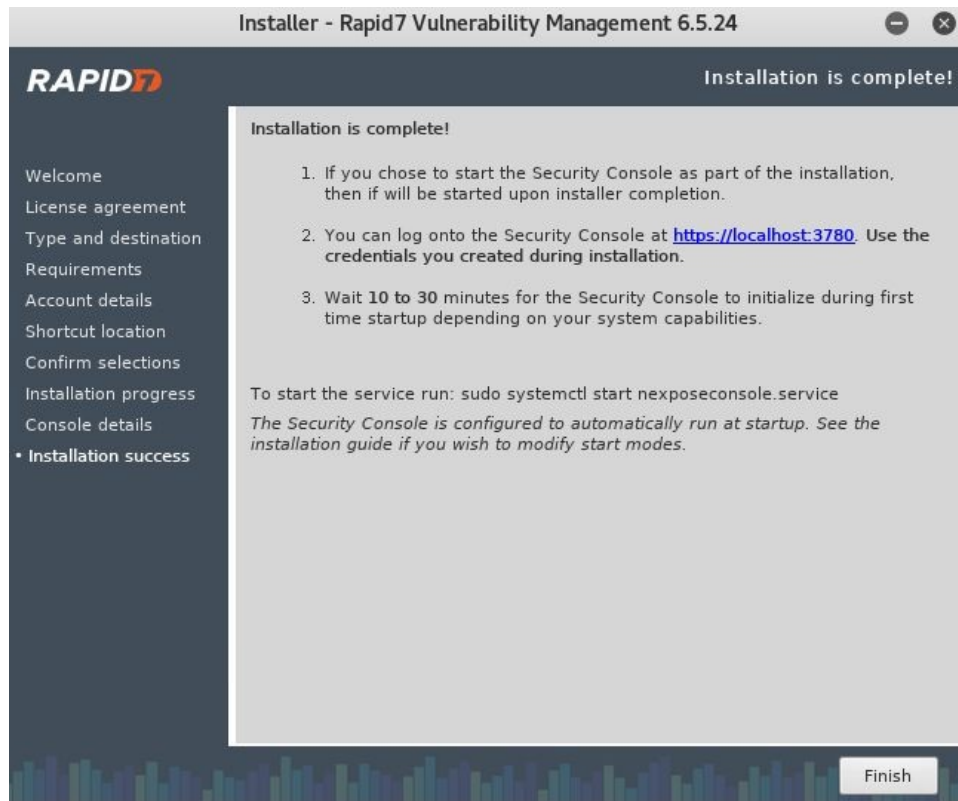 Installer - Rapid7 Vulnerability Management 6.5.24
RAPID7
Installation is complete!
Welcome
License agreement
Type and destination
Requirements
Account details
Shortcut location
Confirm selections
Installation progress
Console details
• Installation success
Installation is complete!
1. If you chose to start the Security Console as part of the installation,
then if will be started upon installer completion.
2. You can log onto the Security Console at https://localhost:3780. Use the
credentials you created during installation.
3. Wait 10 to 30 minutes for the Security Console to initialize during first
time startup depending on your system capabilities.
To start the service run: sudo systemctl start nexposeconsole.service
The Security Console is configured to automatically run at startup. See the
installation guide if you wish to modify start modes.
Finish